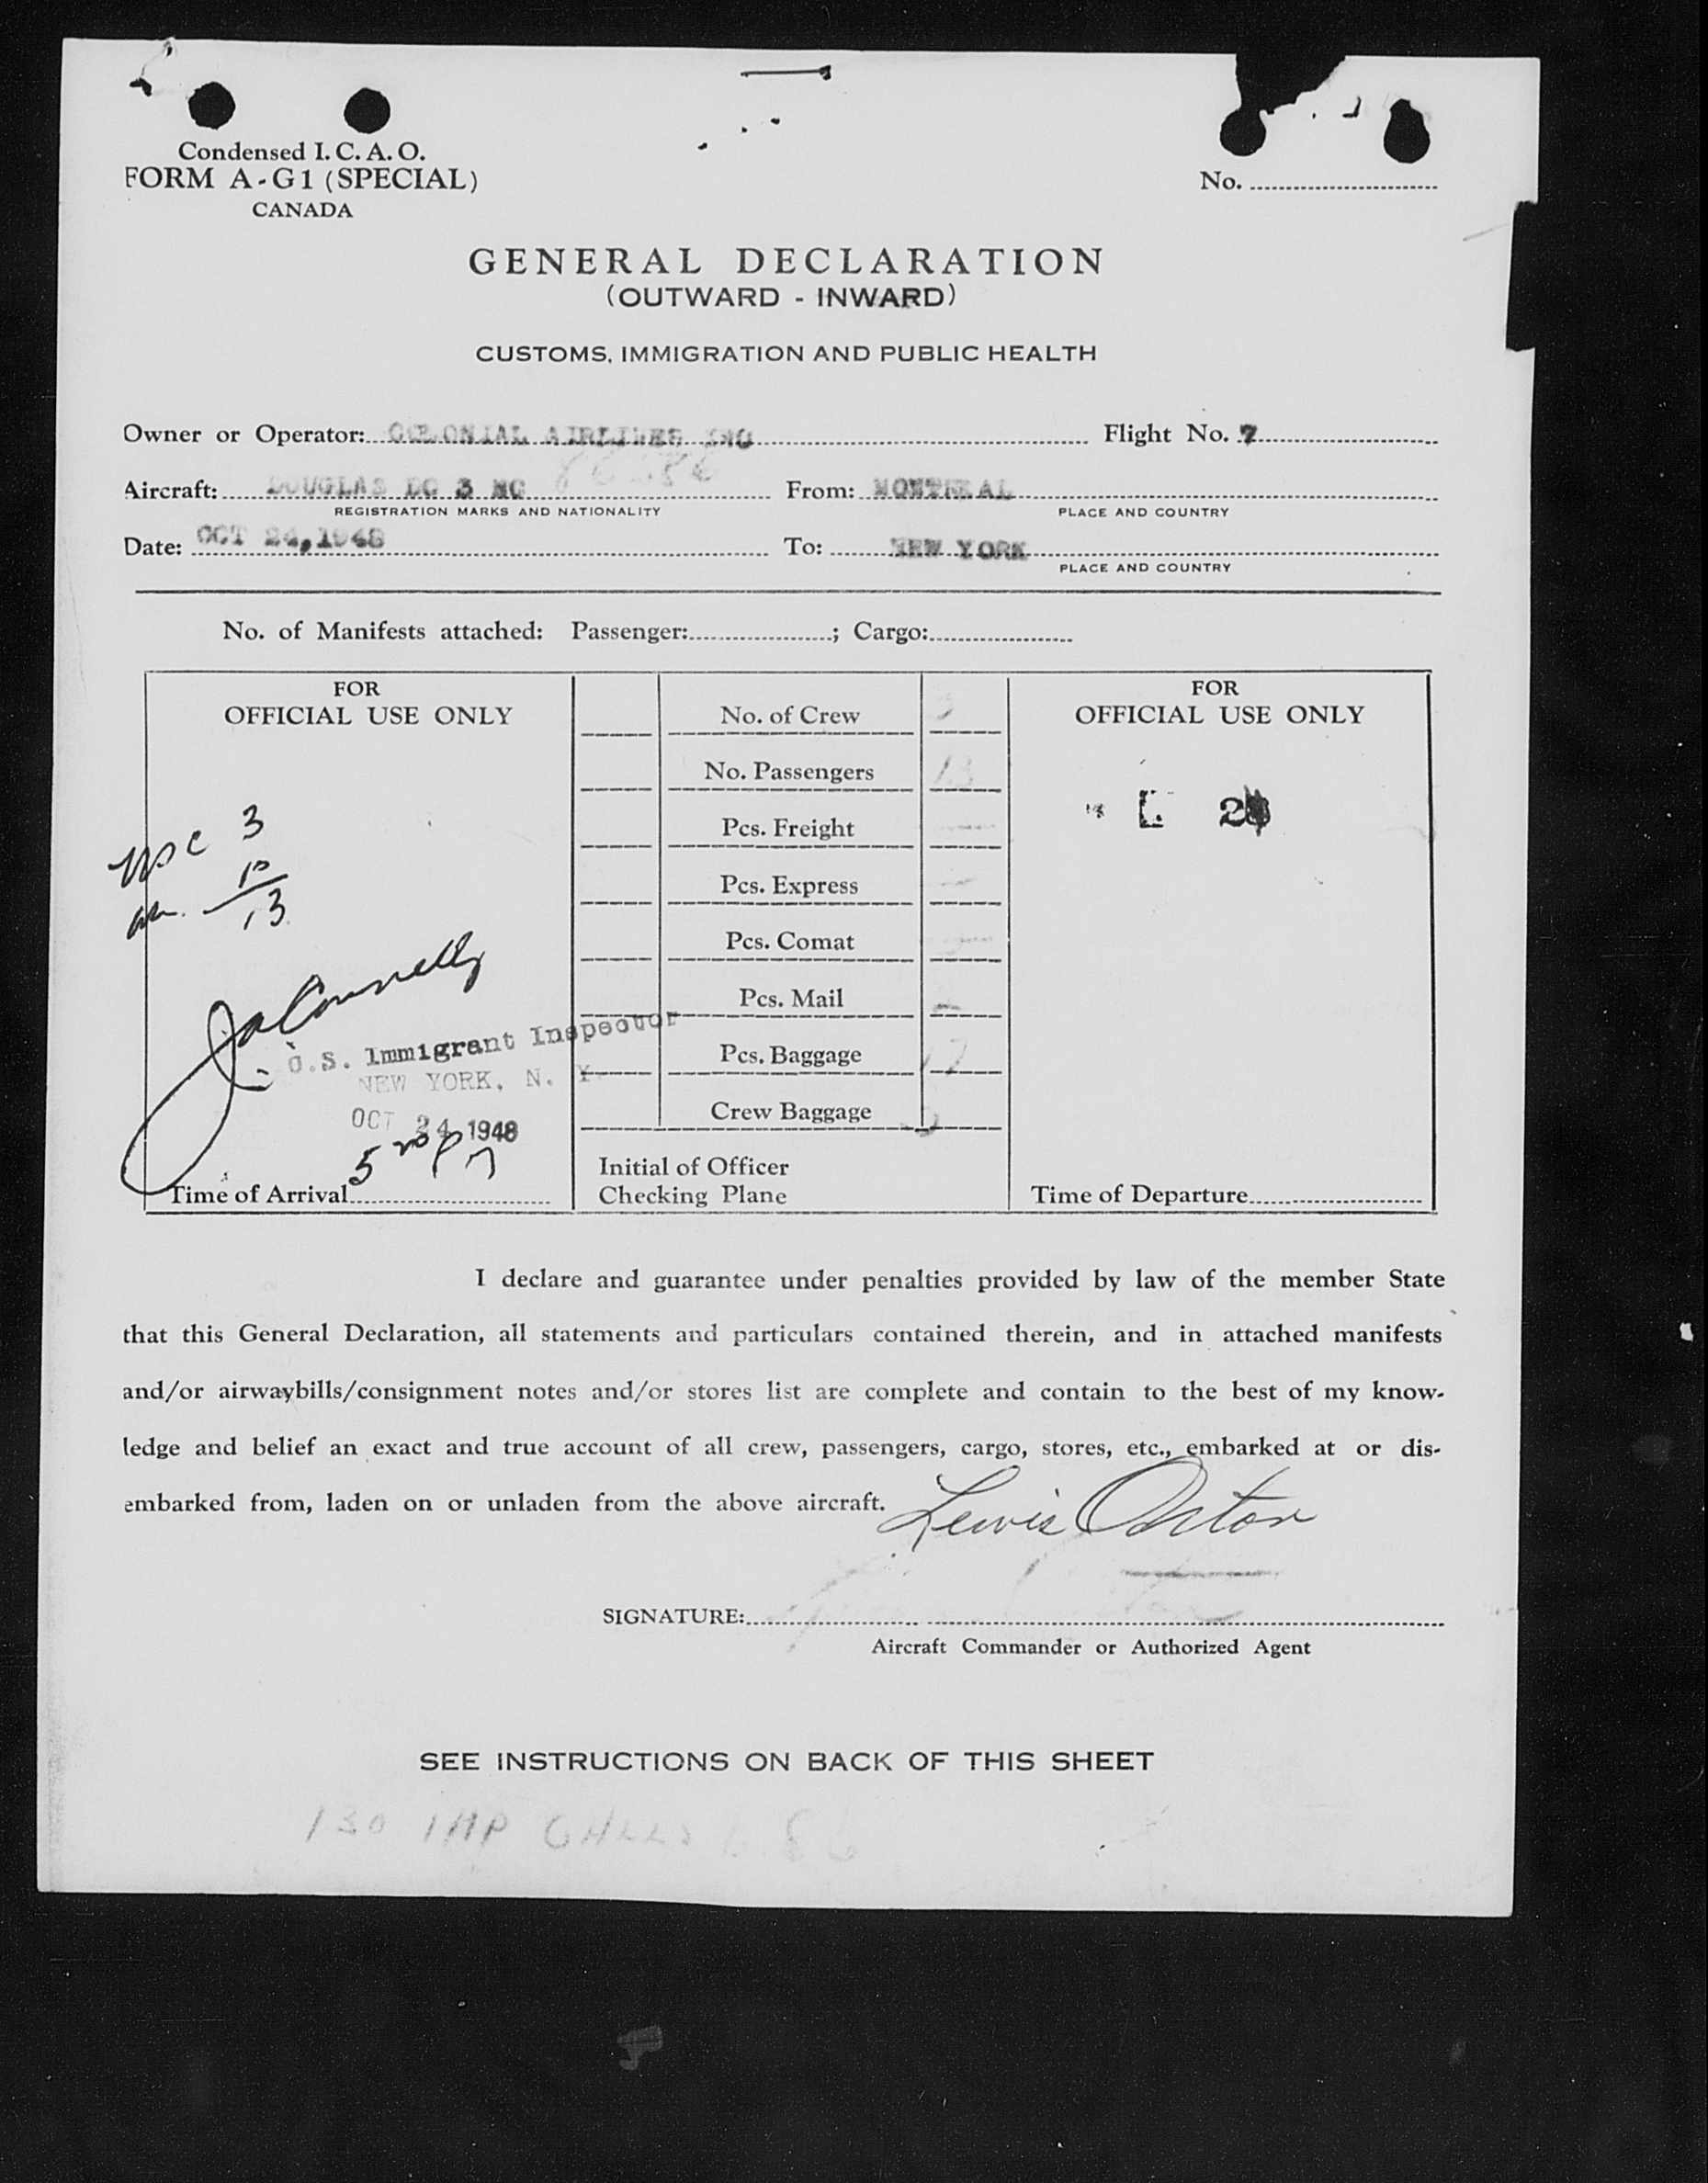 Condensed I. C. A. O.
FORM A-G1 (SPECIAL)
CANADA
No.
GENERAL DECLARATION
(OUTWARD - INWARD)
CUSTOMS, IMMIGRATION AND PUBLIC HEALTH
Owner or Operator: COLONIAL AIRLINES INC Flight No. 7
Aircraft: DOUGLAS DC 3 NC From: MONTREAL
REGISTRATION MARKS AND NATIONALITY PLACE AND COUNTRY
Date: OCT 24, 1948 To: NEW YORK
PLACE AND COUNTRY
No. of Manifests attached: Passenger: ; Cargo:
FOR
OFFICIAL USE ONLY
USC 3
10
13
U.S. Immigrant Inspector
NEW YORK, N. Y.
OCT 24 1948
Time of Arrival 5
No. of Crew 3
No. Passengers 13
Pcs. Freight —
Pcs. Express —
Pcs. Comat —
Pcs. Mail —
Pcs. Baggage 17
Crew Baggage
Initial of Officer
Checking Plane
FOR
OFFICIAL USE ONLY
Time of Departure
I declare and guarantee under penalties provided by law of the member State
that this General Declaration, all statements and particulars contained therein, and in attached manifests
and/or airwaybills/consignment notes and/or stores list are complete and contain to the best of my know-
ledge and belief an exact and true account of all crew, passengers, cargo, stores, etc., embarked at or dis-
embarked from, laden on or unladen from the above aircraft.
Lewis
SIGNATURE:
Aircraft Commander or Authorized Agent
SEE INSTRUCTIONS ON BACK OF THIS SHEET
130 IMP GALLS